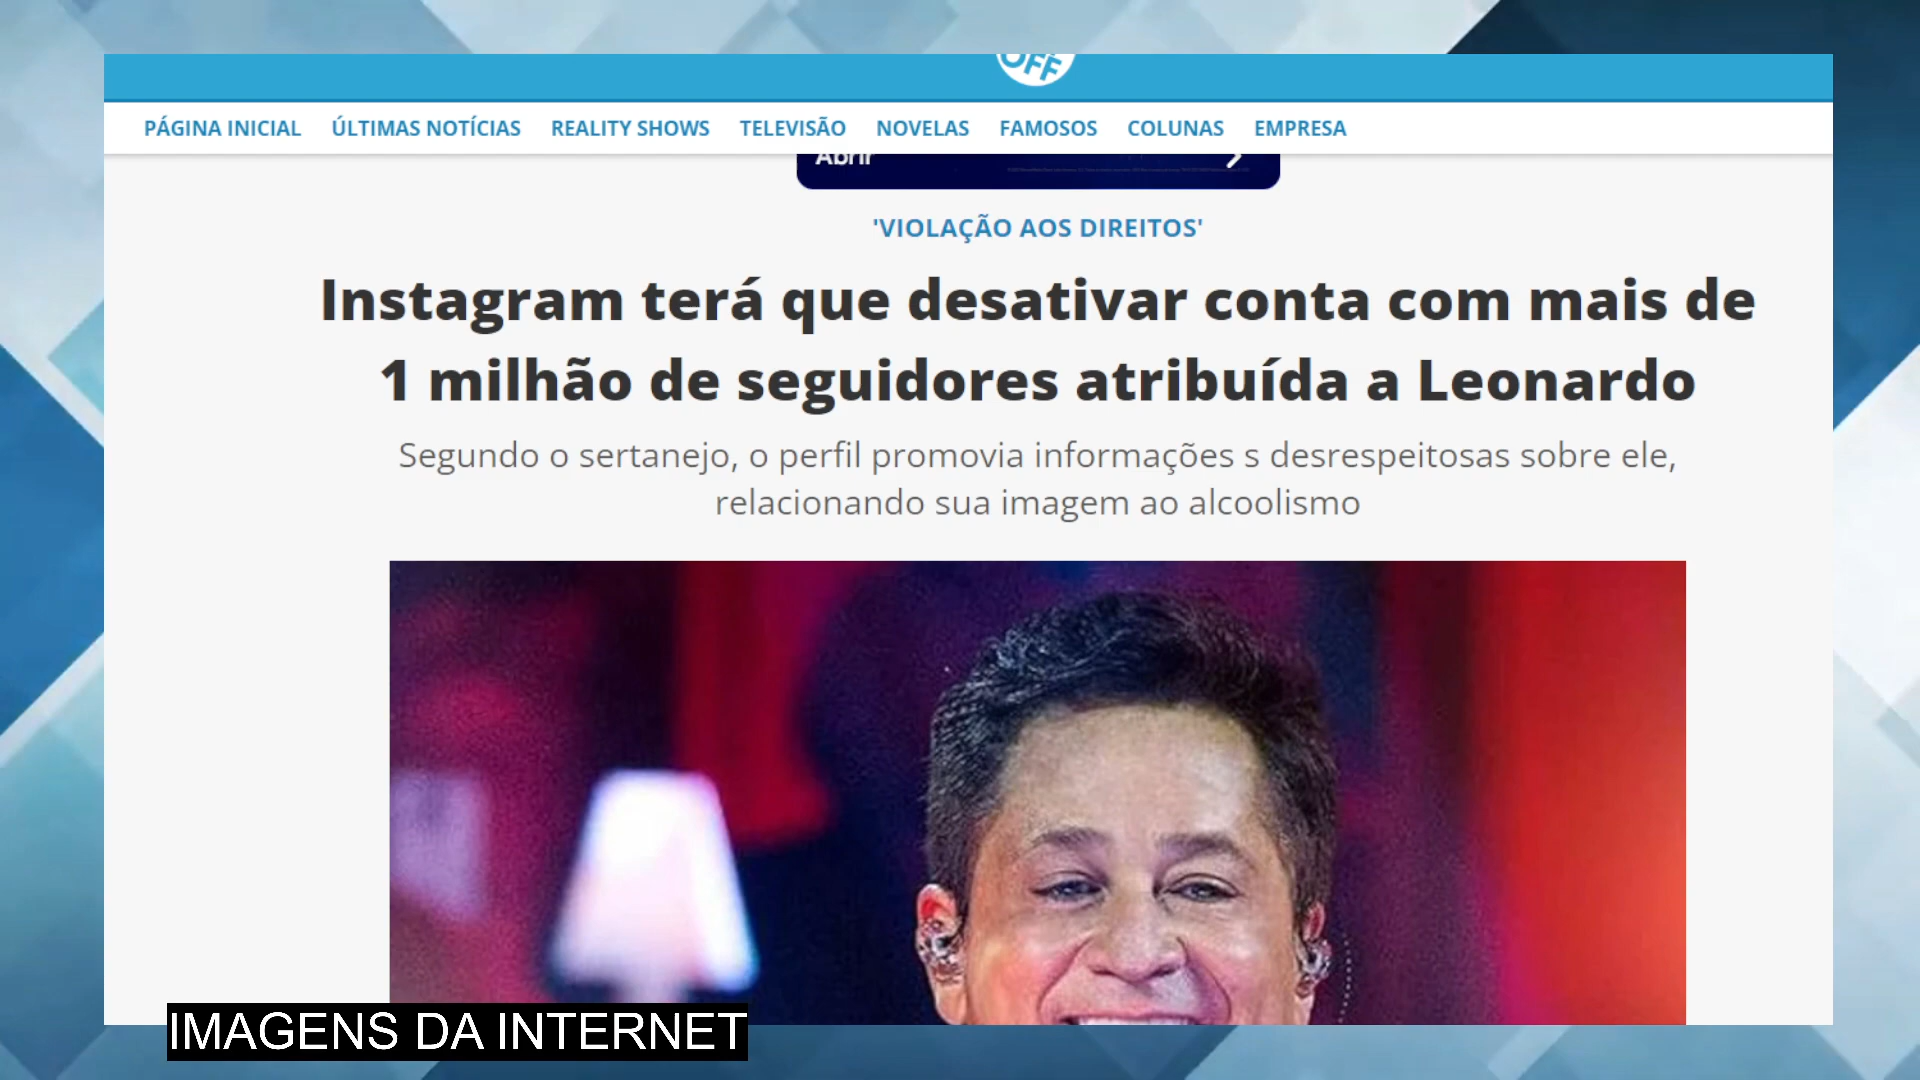 OFF
PÁGINA INICIAL ÚLTIMAS NOTÍCIAS REALITY SHOWS TELEVISÃO NOVELAS FAMOSOS COLUNAS EMPRESA
Abrir
'VIOLAÇÃO AOS DIREITOS'
Instagram terá que desativar conta com mais de
1 milhão de seguidores atribuída a Leonardo
Segundo o sertanejo, o perfil promovia informações s desrespeitosas sobre ele,
relacionando sua imagem ao alcoolismo
IMAGENS DA INTERNET